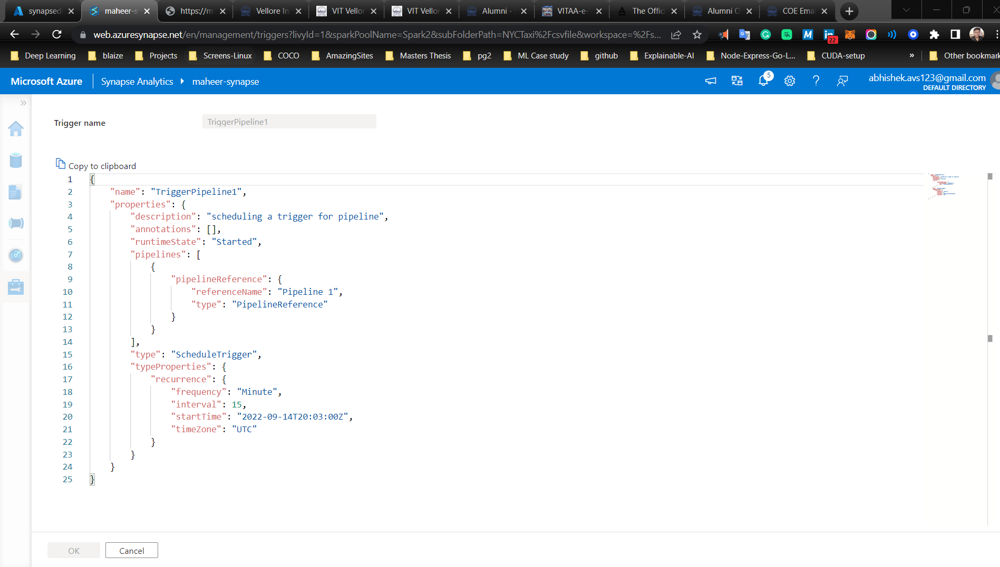 synapsed
maheer-s
https://m
Vellore In
VIT Vellor
VIT Vellor
Alumni -
VITAA-e-
The Offic
Alumni O
COE Ema
web.azuresynapse.net/en/management/triggers?livyId=1&sparkPoolName=Spark2&subFolderPath=NYCTaxi%2Fcsvfile&workspace=%2Fs...
22
Deep Learning
blaize
Projects
Screens-Linux
COCO
AmazingSites
Masters Thesis
pg2
ML Case study
github
Explainable-AI
Node-Express-Go-L...
CUDA-setup
»
Other bookmark
Microsoft Azure
Synapse Analytics
maheer-synapse
5
abhishek.avs123@gmail.com
DEFAULT DIRECTORY
Trigger name
TriggerPipeline1
Copy to clipboard
1 {
2 "name": "TriggerPipeline1",
3 "properties": {
4 "description": "scheduling a trigger for pipeline",
5 "annotations": [],
6 "runtimeState": "Started",
7 "pipelines": [
8 {
9 "pipelineReference": {
10 "referenceName": "Pipeline 1",
11 "type": "PipelineReference"
12 }
13 }
14 ],
15 "type": "ScheduleTrigger",
16 "typeProperties": {
17 "recurrence": {
18 "frequency": "Minute",
19 "interval": 15,
20 "startTime": "2022-09-14T20:03:00Z",
21 "timeZone": "UTC"
22 }
23 }
24 }
25 }
OK
Cancel